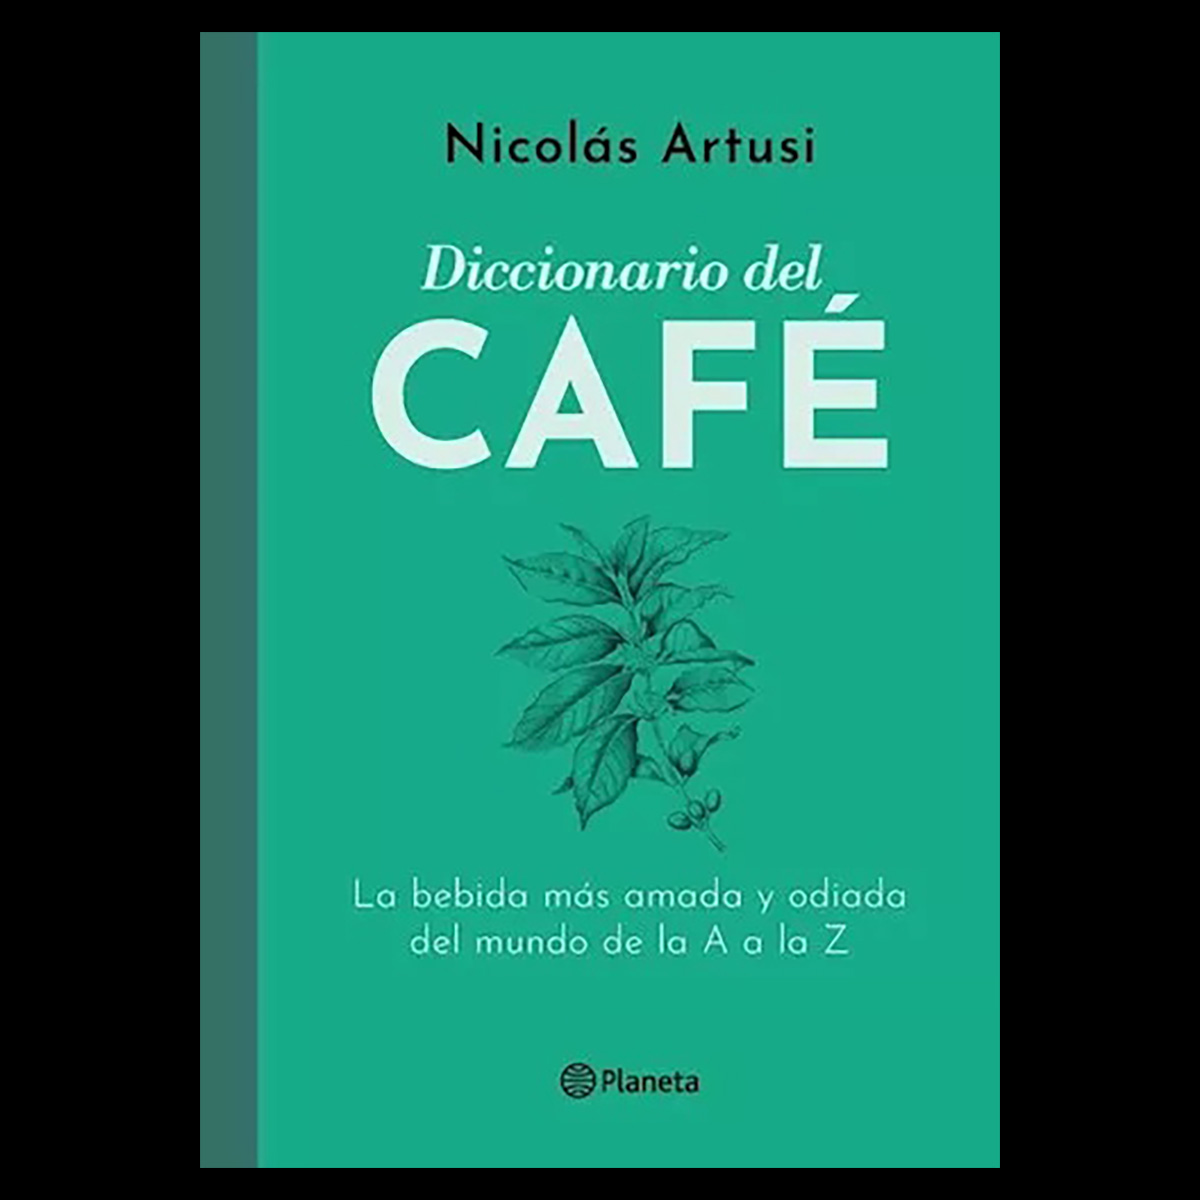 Nicolás Artusi
Diccionario del
CAFÉ
La bebida más amada y odiada
del mundo de la A a la Z
Planeta